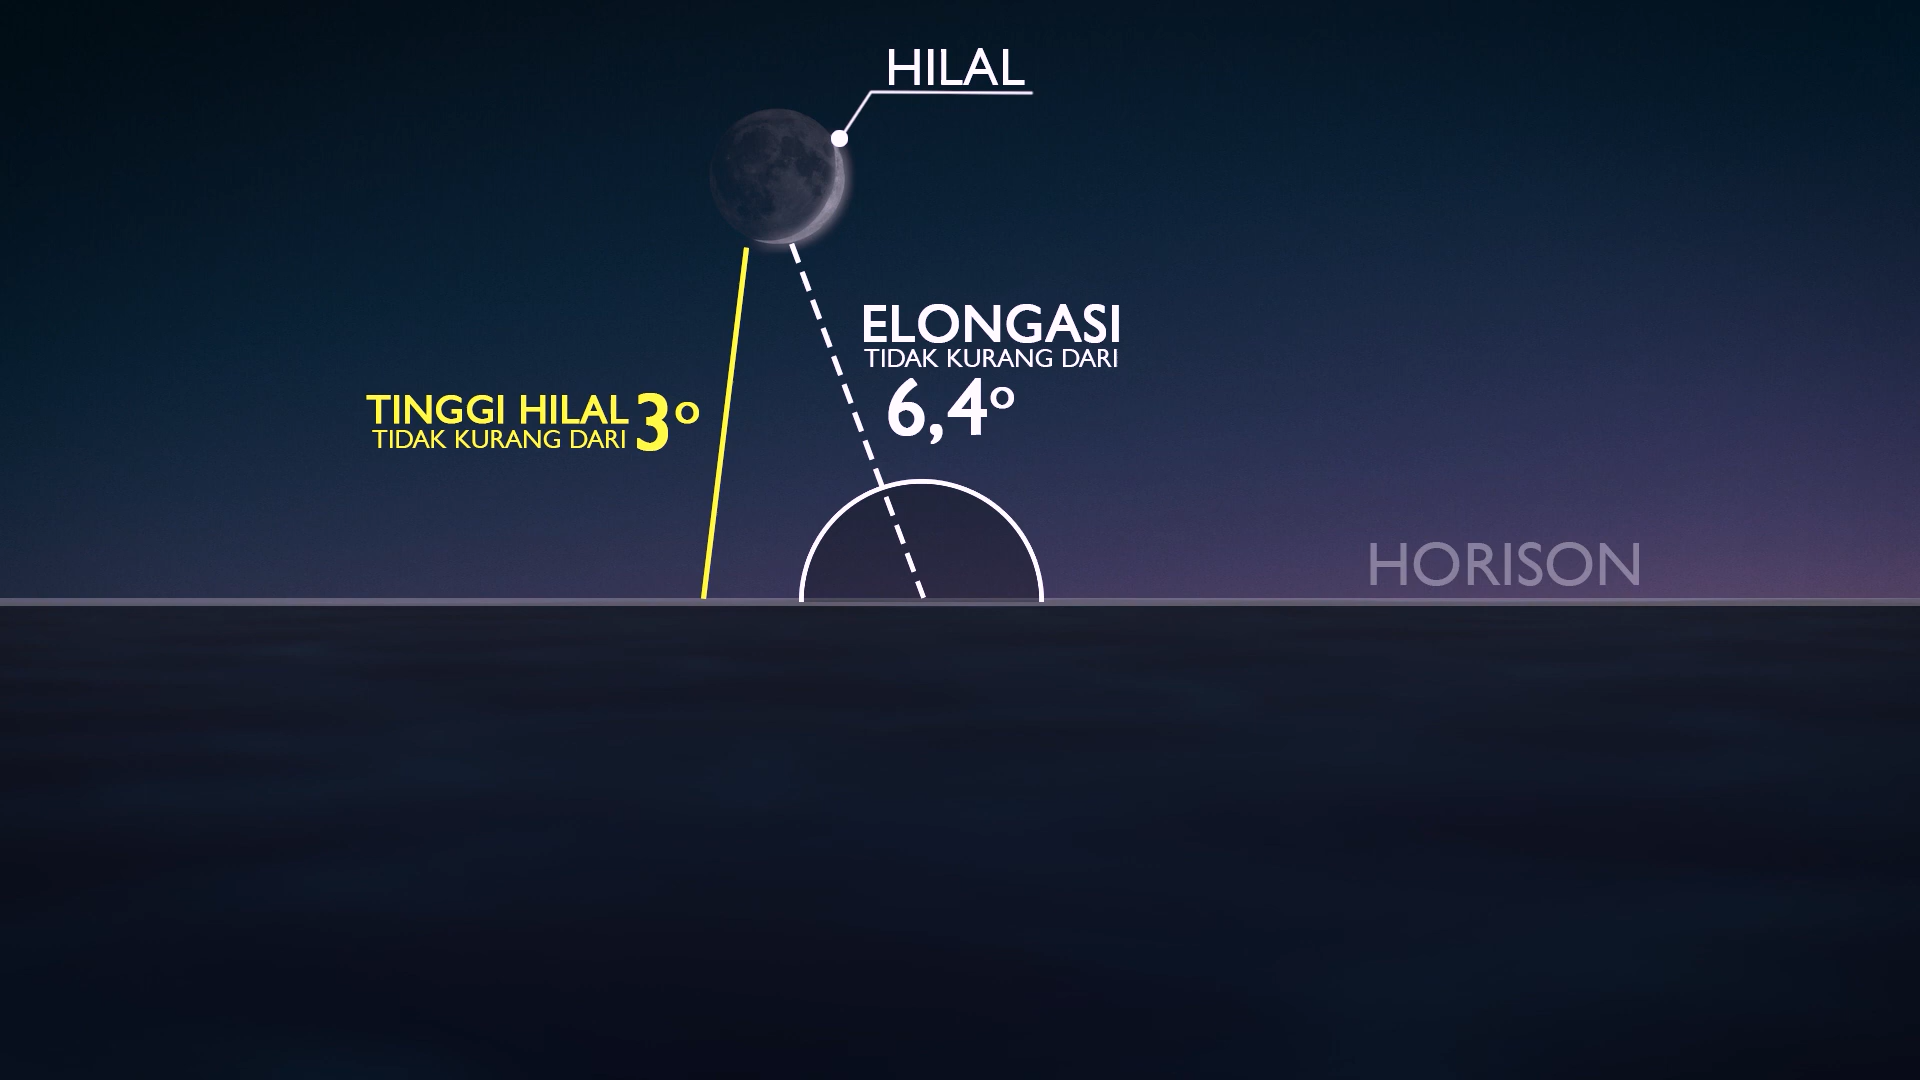 HILAL
ELONGASI
TIDAK KURANG DARI
6,4°
TINGGI HILAL 3°
TIDAK KURANG DARI
HORISON